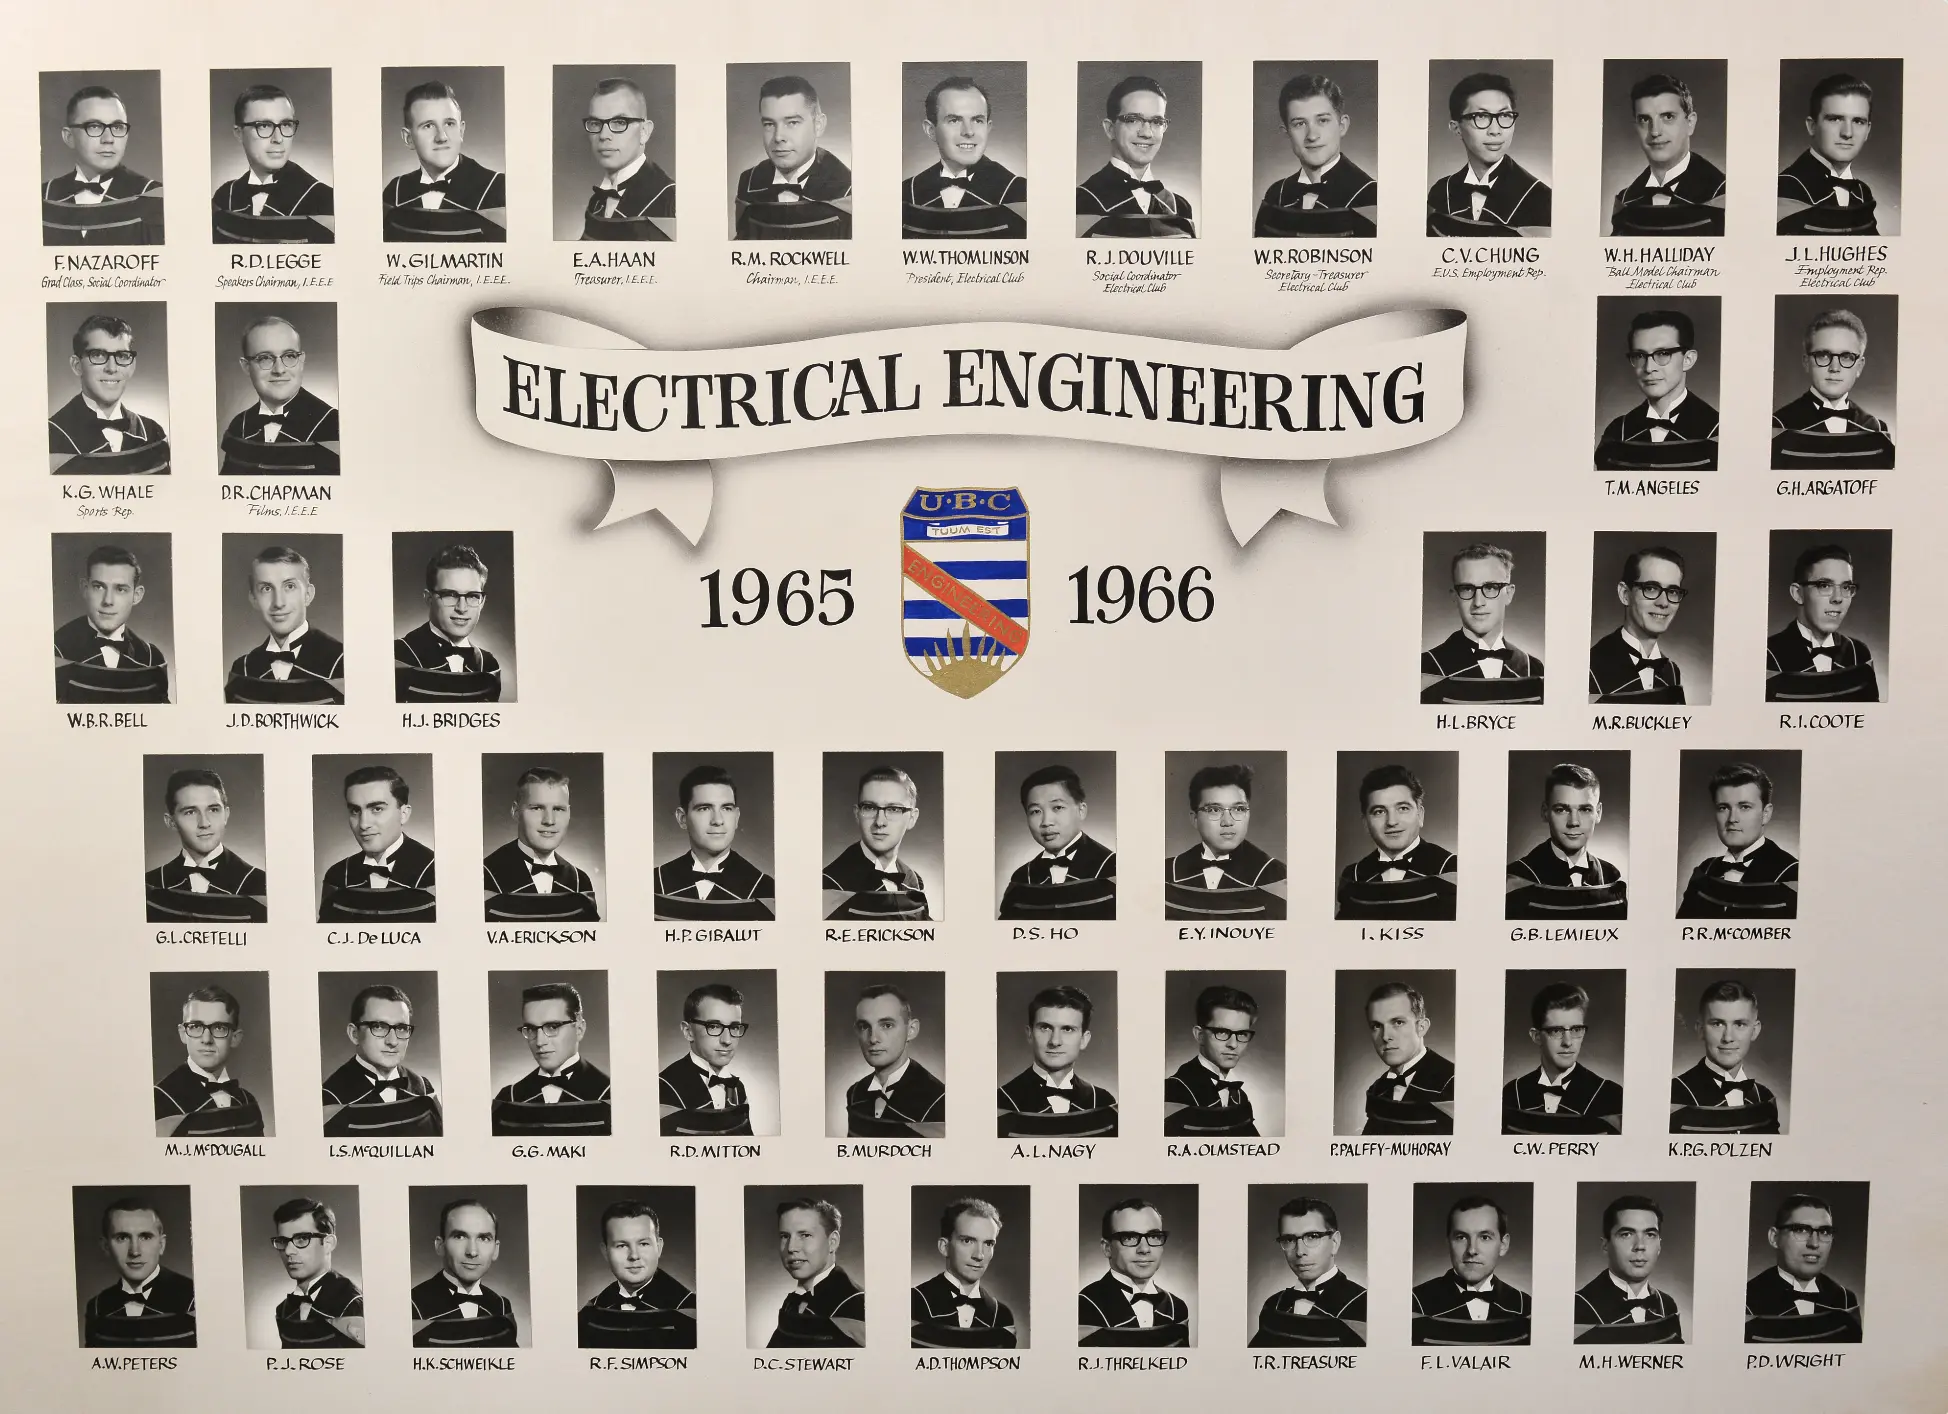 F. NAZAROFF
Grad Class, Social Coordinator
R.D. LEGGE
Speakers Chairman, I.E.E.E
W. GILMARTIN
Field Trips Chairman, I.E.E.E.
E.A. HAAN
Treasurer, I.E.E.E.
R.M. ROCKWELL
Chairman, I.E.E.E.
W.W. THOMLINSON
President, Electrical Club
R.J. DOUVILLE
Social Coordinator
Electrical Club
W.R. ROBINSON
Secretary-Treasurer
Electrical Club
C.V. CHUNG
E.U.S. Employment Rep.
W.H. HALLIDAY
Ball Model Chairman
Electrical Club
J.L. HUGHES
Employment Rep.
Electrical Club
ELECTRICAL ENGINEERING
K.G. WHALE
Sports Rep.
D.R. CHAPMAN
Films, I.E.E.E
T.M. ANGELES
G.H. ARGATOFF
U·B·C
TUUM EST
ENGINEERING
1965 1966
W.B.R. BELL
J.D. BORTHWICK
H.J. BRIDGES
H.L. BRYCE
M.R. BUCKLEY
R.I. COOTE
G.L. CRETELLI
C.J. De LUCA
V.A. ERICKSON
H.P. GIBALUT
R.E. ERICKSON
D.S. HO
E.Y. INOUYE
I. KISS
G.B. LEMIEUX
P.R. McCOMBER
M.J. McDOUGALL
I.S. McQUILLAN
G.G. MAKI
R.D. MITTON
B. MURDOCH
A.L. NAGY
R.A. OLMSTEAD
P. PALFFY-MUHORAY
C.W. PERRY
K.P.G. POLZEN
A.W. PETERS
P.J. ROSE
H.K. SCHWEIKLE
R.F. SIMPSON
D.C. STEWART
A.D. THOMPSON
R.J. THRELKELD
T.R. TREASURE
F.L. VALAIR
M.H. WERNER
P.D. WRIGHT